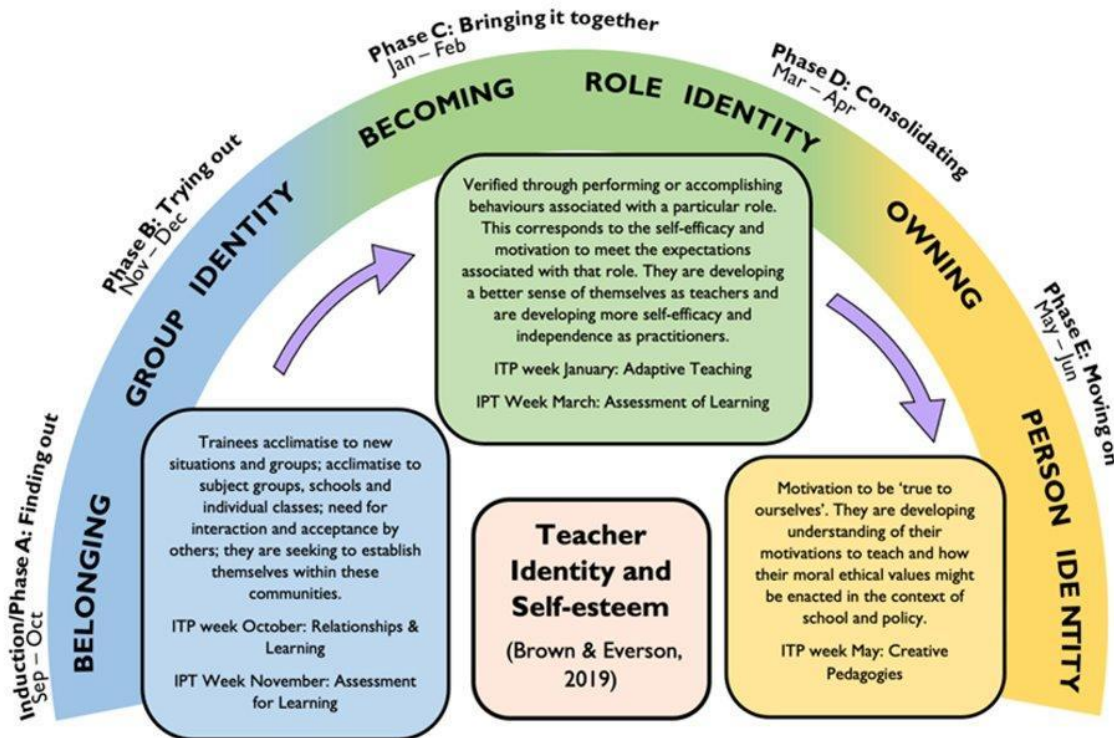 Induction/Phase A: Finding out
Sep – Oct
Phase B: Trying out
Nov – Dec
Phase C: Bringing it together
Jan – Feb
Phase D: Consolidating
Mar – Apr
Phase E: Moving on
May – Jun
BELONGING
GROUP IDENTITY
BECOMING
ROLE IDENTITY
OWNING
PERSON IDENTITY
Trainees acclimatise to new
situations and groups; acclimatise to
subject groups, schools and
individual classes; need for
interaction and acceptance by
others; they are seeking to establish
themselves within these
communities.
ITP week October: Relationships &
Learning
IPT Week November: Assessment
for Learning
Verified through performing or accomplishing
behaviours associated with a particular role.
This corresponds to the self-efficacy and
motivation to meet the expectations
associated with that role. They are developing
a better sense of themselves as teachers and
are developing more self-efficacy and
independence as practitioners.
ITP week January: Adaptive Teaching
IPT Week March: Assessment of Learning
Teacher
Identity and
Self-esteem
(Brown & Everson,
2019)
Motivation to be ‘true to
ourselves’. They are developing
understanding of their
motivations to teach and how
their moral ethical values might
be enacted in the context of
school and policy.
ITP week May: Creative
Pedagogies